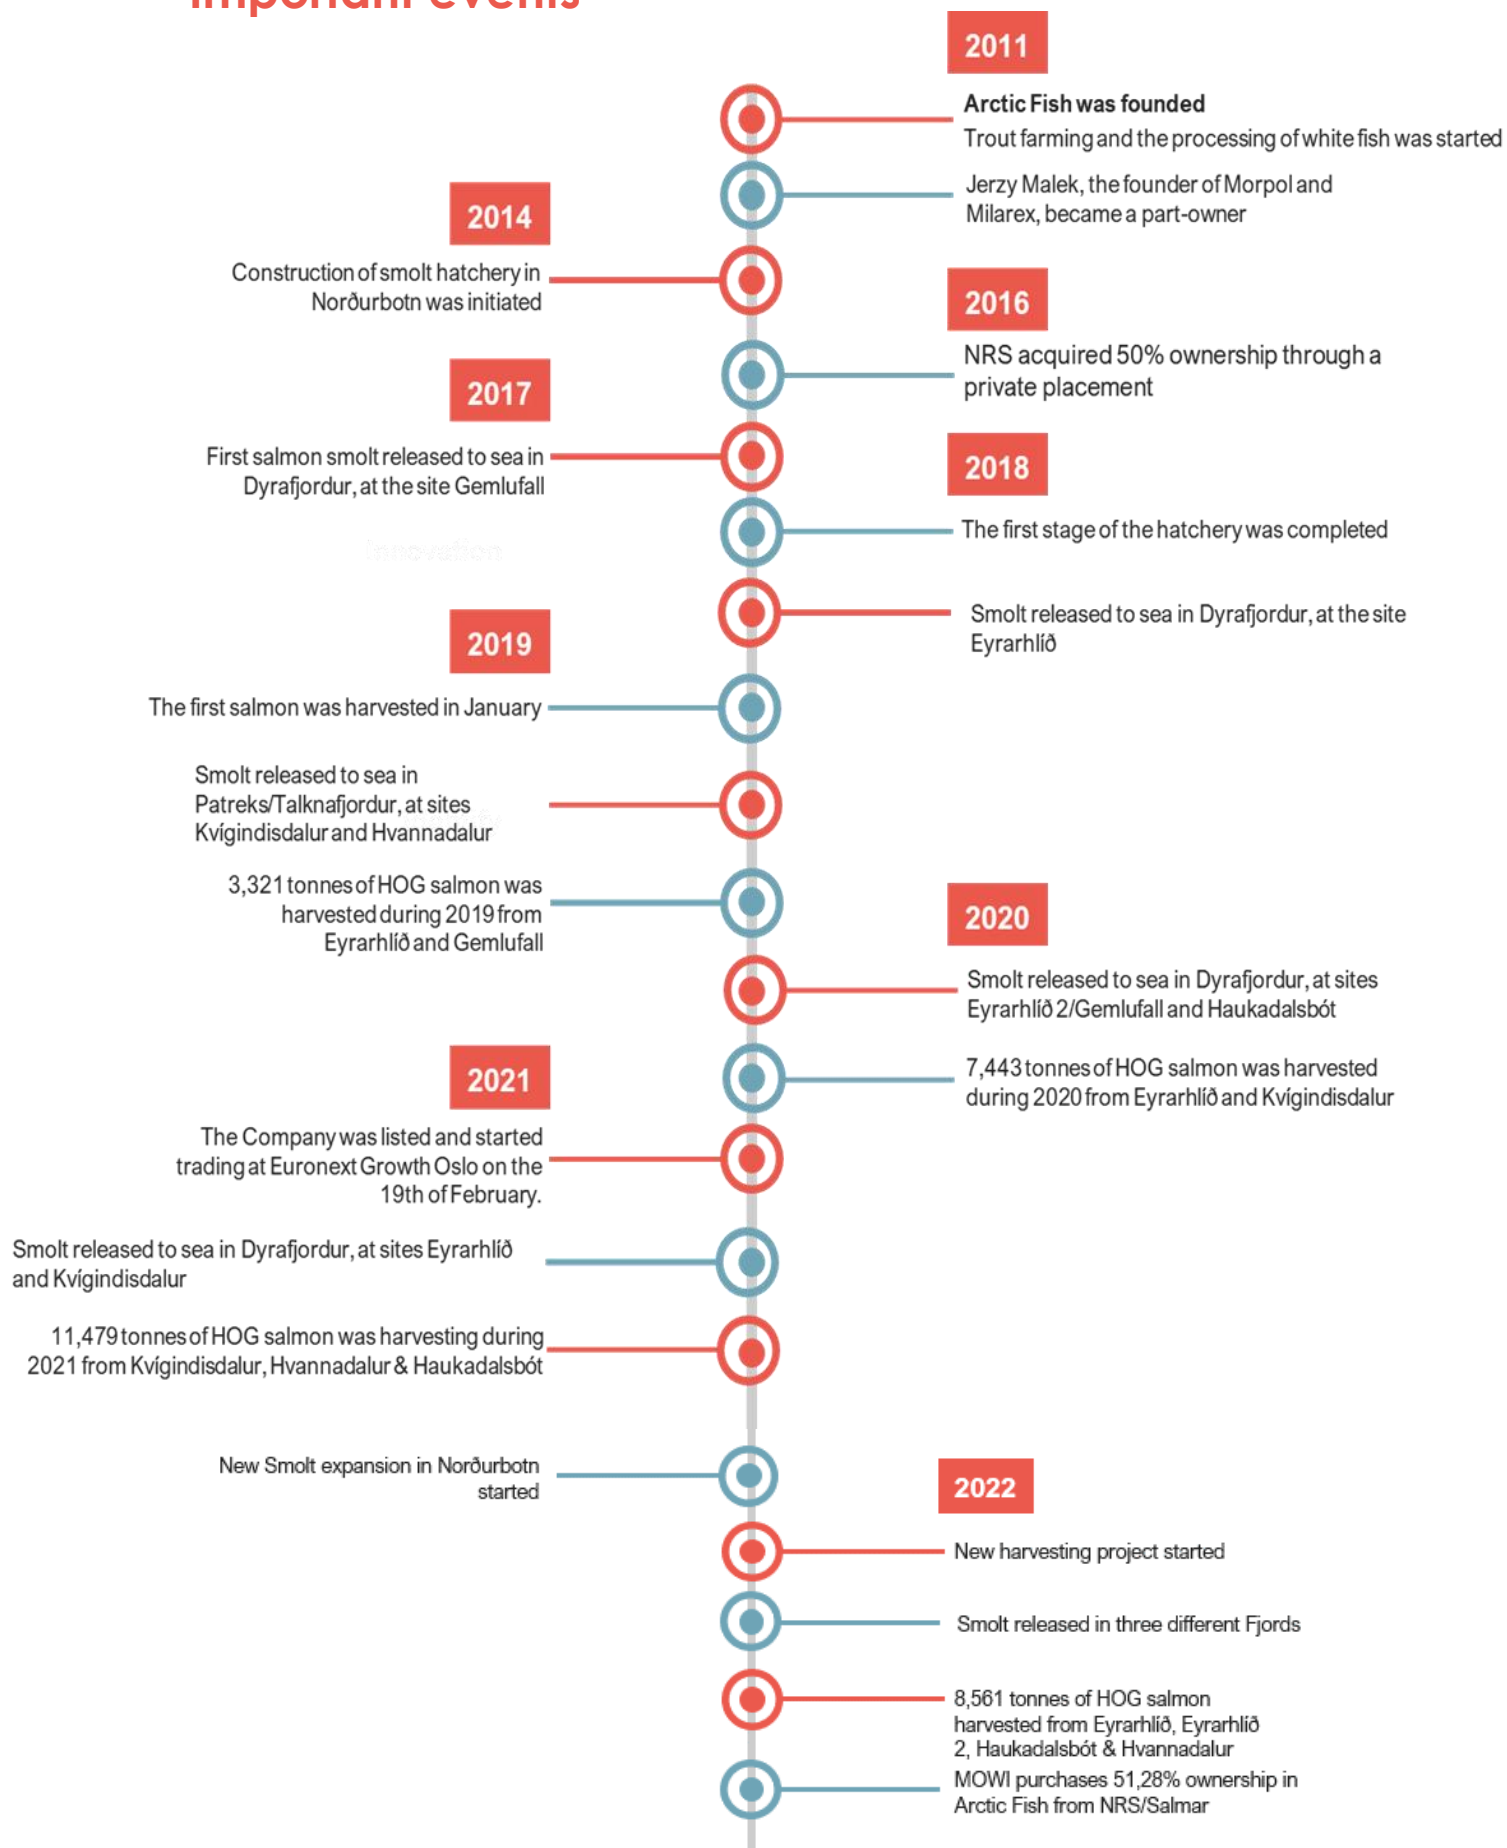 Important events
2011
Arctic Fish was founded
Trout farming and the processing of white fish was started
Jerzy Malek, the founder of Morpol and
Milarex, became a part-owner
2014
Construction of smolt hatchery in
Norðurbotn was initiated
2016
NRS acquired 50% ownership through a
private placement
2017
First salmon smolt released to sea in
Dyrafjordur, at the site Gemlufall
2018
The first stage of the hatchery was completed
Innovation
Smolt released to sea in Dyrafjordur, at the site
Eyrarhlíð
2019
The first salmon was harvested in January
Smolt released to sea in
Patreks/Talknafjordur, at sites
Kvígindisdalur and Hvannadalur
3,321 tonnes of HOG salmon was
harvested during 2019 from
Eyrarhlíð and Gemlufall
2020
Smolt released to sea in Dyrafjordur, at sites
Eyrarhlíð 2/Gemlufall and Haukadalsbót
7,443 tonnes of HOG salmon was harvested
during 2020 from Eyrarhlíð and Kvígindisdalur
2021
The Company was listed and started
trading at Euronext Growth Oslo on the
19th of February.
Smolt released to sea in Dyrafjordur, at sites Eyrarhlíð
and Kvígindisdalur
11,479 tonnes of HOG salmon was harvesting during
2021 from Kvígindisdalur, Hvannadalur & Haukadalsbót
New Smolt expansion in Norðurbotn
started
2022
New harvesting project started
Smolt released in three different Fjords
8,561 tonnes of HOG salmon
harvested from Eyrarhlíð, Eyrarhlíð
2, Haukadalsbót & Hvannadalur
MOWI purchases 51,28% ownership in
Arctic Fish from NRS/Salmar